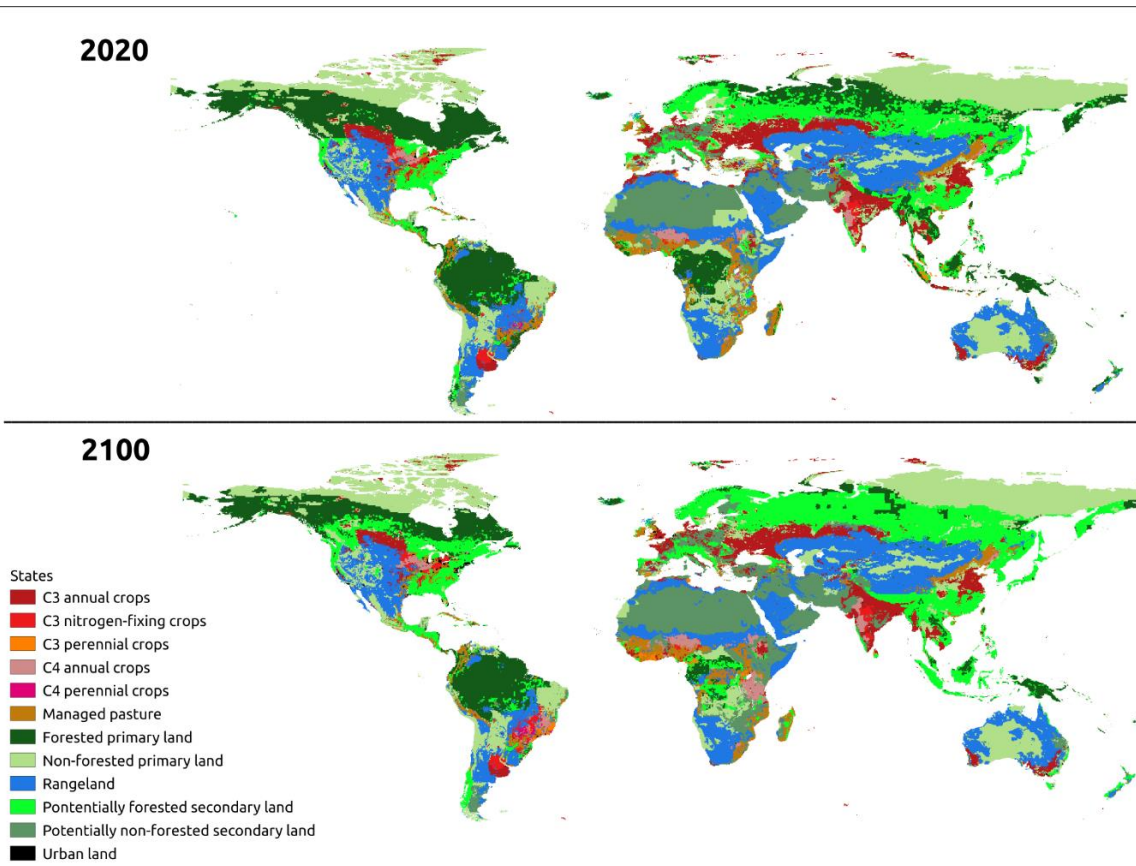 2020
2100
States
C3 annual crops
C3 nitrogen-fixing crops
C3 perennial crops
C4 annual crops
C4 perennial crops
Managed pasture
Forested primary land
Non-forested primary land
Rangeland
Pontentially forested secondary land
Potentially non-forested secondary land
Urban land